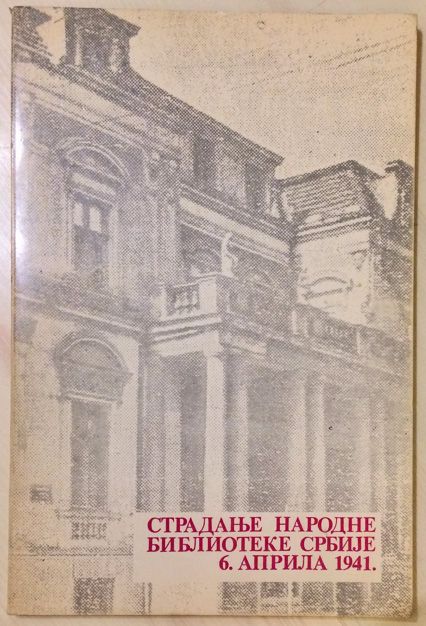 СТРАДАЊЕ НАРОДНЕ
БИБЛИОТЕКЕ СРБИЈЕ
6. АПРИЛА 1941.